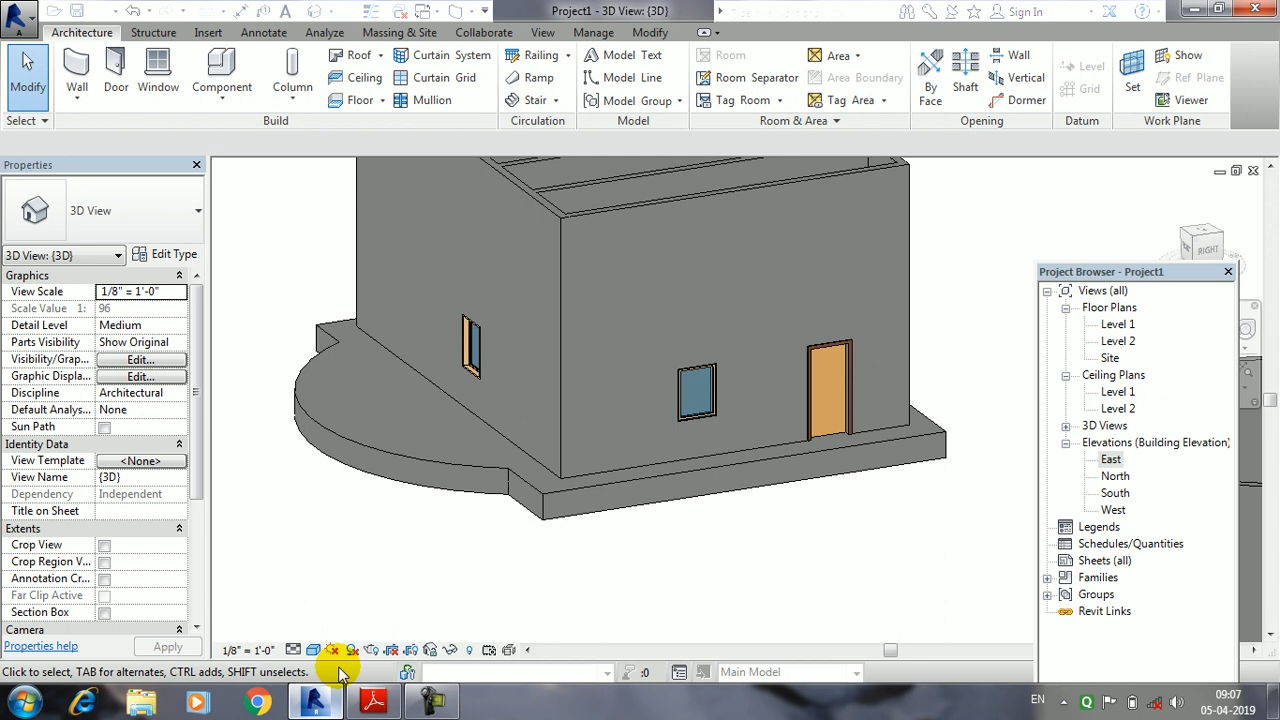 Project1 - 3D View: {3D}
Sign In
Architecture
Structure
Insert
Annotate
Analyze
Massing & Site
Collaborate
View
Manage
Modify
Modify
Wall
Door
Window
Component
Column
Roof
Ceiling
Floor
Curtain System
Curtain Grid
Mullion
Railing
Ramp
Stair
Model Text
Model Line
Model Group
Room
Room Separator
Tag Room
Area
Area Boundary
Tag Area
By
Face
Shaft
Wall
Vertical
Dormer
Level
Grid
Set
Show
Ref Plane
Viewer
Select
Build
Circulation
Model
Room & Area
Opening
Datum
Work Plane
Properties
3D View
3D View: {3D}
Edit Type
Graphics
View Scale 1/8" = 1'-0"
Scale Value 1: 96
Detail Level Medium
Parts Visibility Show Original
Visibility/Grap... Edit...
Graphic Displa... Edit...
Discipline Architectural
Default Analys... None
Sun Path
Identity Data
View Template <None>
View Name {3D}
Dependency Independent
Title on Sheet
Extents
Crop View
Crop Region V...
Annotation Cr...
Far Clip Active
Section Box
Camera
Properties help
Apply
RIGHT
Project Browser - Project1
Views (all)
Floor Plans
Level 1
Level 2
Site
Ceiling Plans
Level 1
Level 2
3D Views
Elevations (Building Elevation)
East
North
South
West
Legends
Schedules/Quantities
Sheets (all)
Families
Groups
Revit Links
1/8" = 1'-0"
Click to select, TAB for alternates, CTRL adds, SHIFT unselects.
:0
Main Model
EN
09:07
05-04-2019